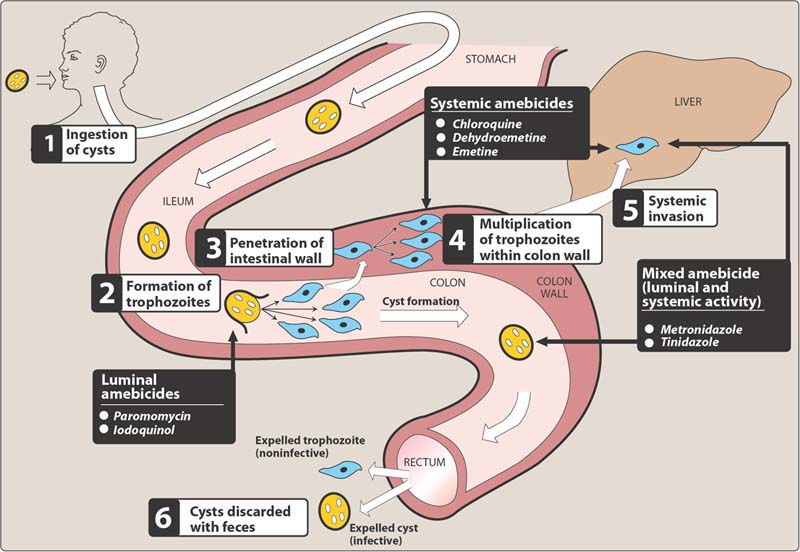 STOMACH
LIVER
Systemic amebicides
Chloroquine
Dehydroemetine
Emetine
1 Ingestion
of cysts
ILEUM
5 Systemic
invasion
3 Penetration of
intestinal wall
4 Multiplication
of trophozoites
within colon wall
2 Formation of
trophozoites
COLON
COLON
WALL
Cyst formation
Mixed amebicide
(luminal and
systemic activity)
Metronidazole
Tinidazole
Luminal
amebicides
Paromomycin
Iodoquinol
Expelled trophozoite
(noninfective)
RECTUM
6 Cysts discarded
with feces
Expelled cyst
(infective)